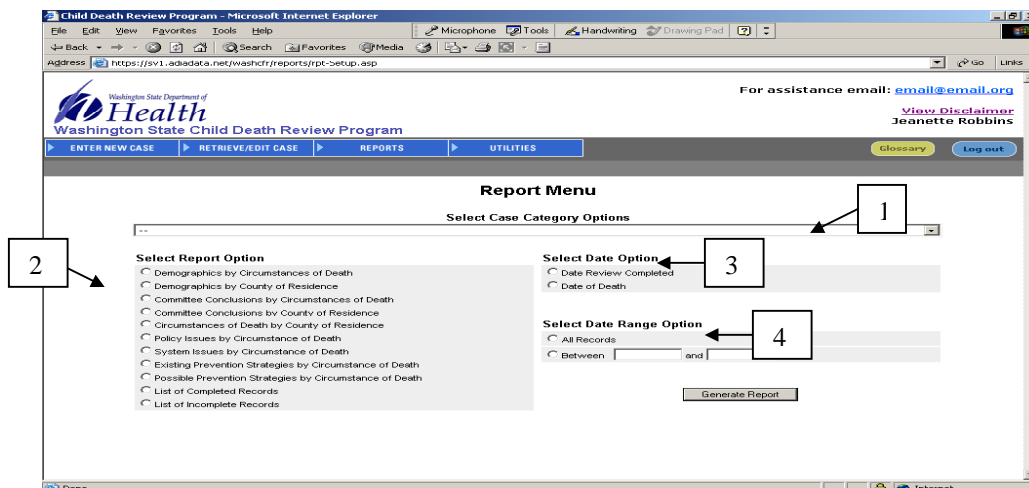 Child Death Review Program - Microsoft Internet Explorer
File Edit View Favorites Tools Help
Microphone Tools Handwriting Drawing Pad
Back Search Favorites Media
Address https://sv1.adiadata.net/washcfr/reports/rpt-setup.asp Go Links
For assistance email: email@email.org
Washington State Department of
Health
View Disclaimer
Jeanette Robbins
Washington State Child Death Review Program
ENTER NEW CASE RETRIEVE/EDIT CASE REPORTS UTILITIES Glossary Log out
Report Menu
Select Case Category Options
--
1
2
3
4
Select Report Option
Demographics by Circumstances of Death
Demographics by County of Residence
Committee Conclusions by Circumstances of Death
Committee Conclusions by County of Residence
Circumstances of Death by County of Residence
Policy Issues by Circumstance of Death
System Issues by Circumstance of Death
Existing Prevention Strategies by Circumstance of Death
Possible Prevention Strategies by Circumstance of Death
List of Completed Records
List of Incomplete Records
Select Date Option
Date Review Completed
Date of Death
Select Date Range Option
All Records
Between and
Generate Report
Done Internet